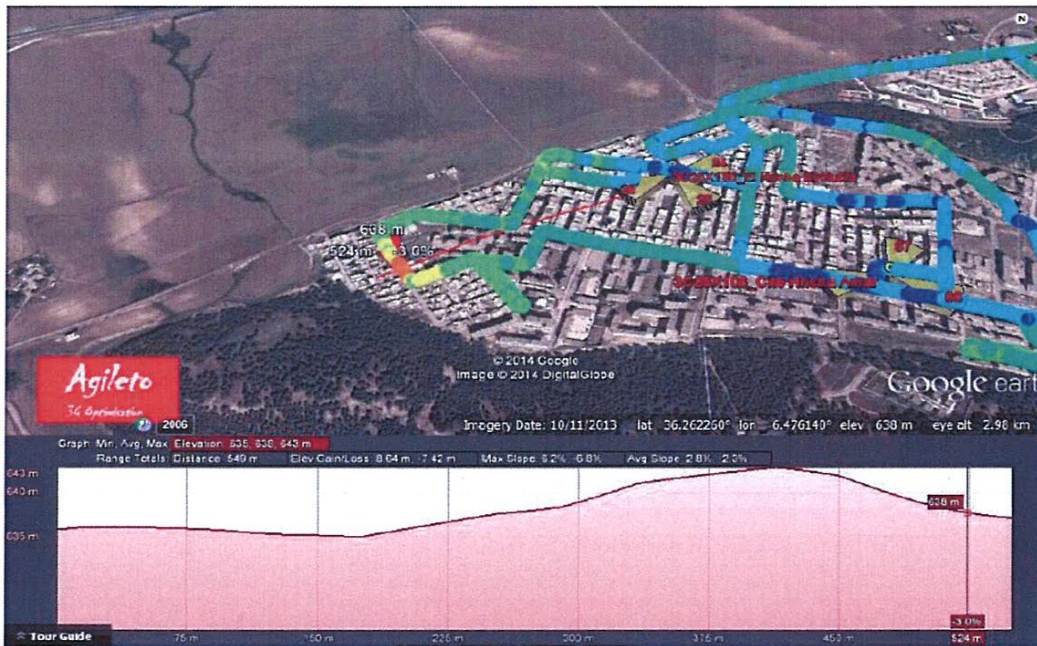 N
638 m
524 m -3.0%
67
© 2014 Google
Image © 2014 DigitalGlobe
Google earth
Agileto
3G Optimisation
2006
Imagery Date: 10/11/2013 lat 36.262260° lon 6.476140° elev 638 m eye alt 2.98 km
Graph: Min, Avg, Max Elevation: 635, 638, 643 m
Range Totals: Distance: 549 m Elev Gain/Loss: 8.64 m, -7.42 m Max Slope: 6.2%, -6.8% Avg Slope: 2.8%, -2.3%
643 m
640 m
638 m
635 m
-3.0%
Tour Guide
75 m 150 m 225 m 300 m 375 m 450 m 524 m